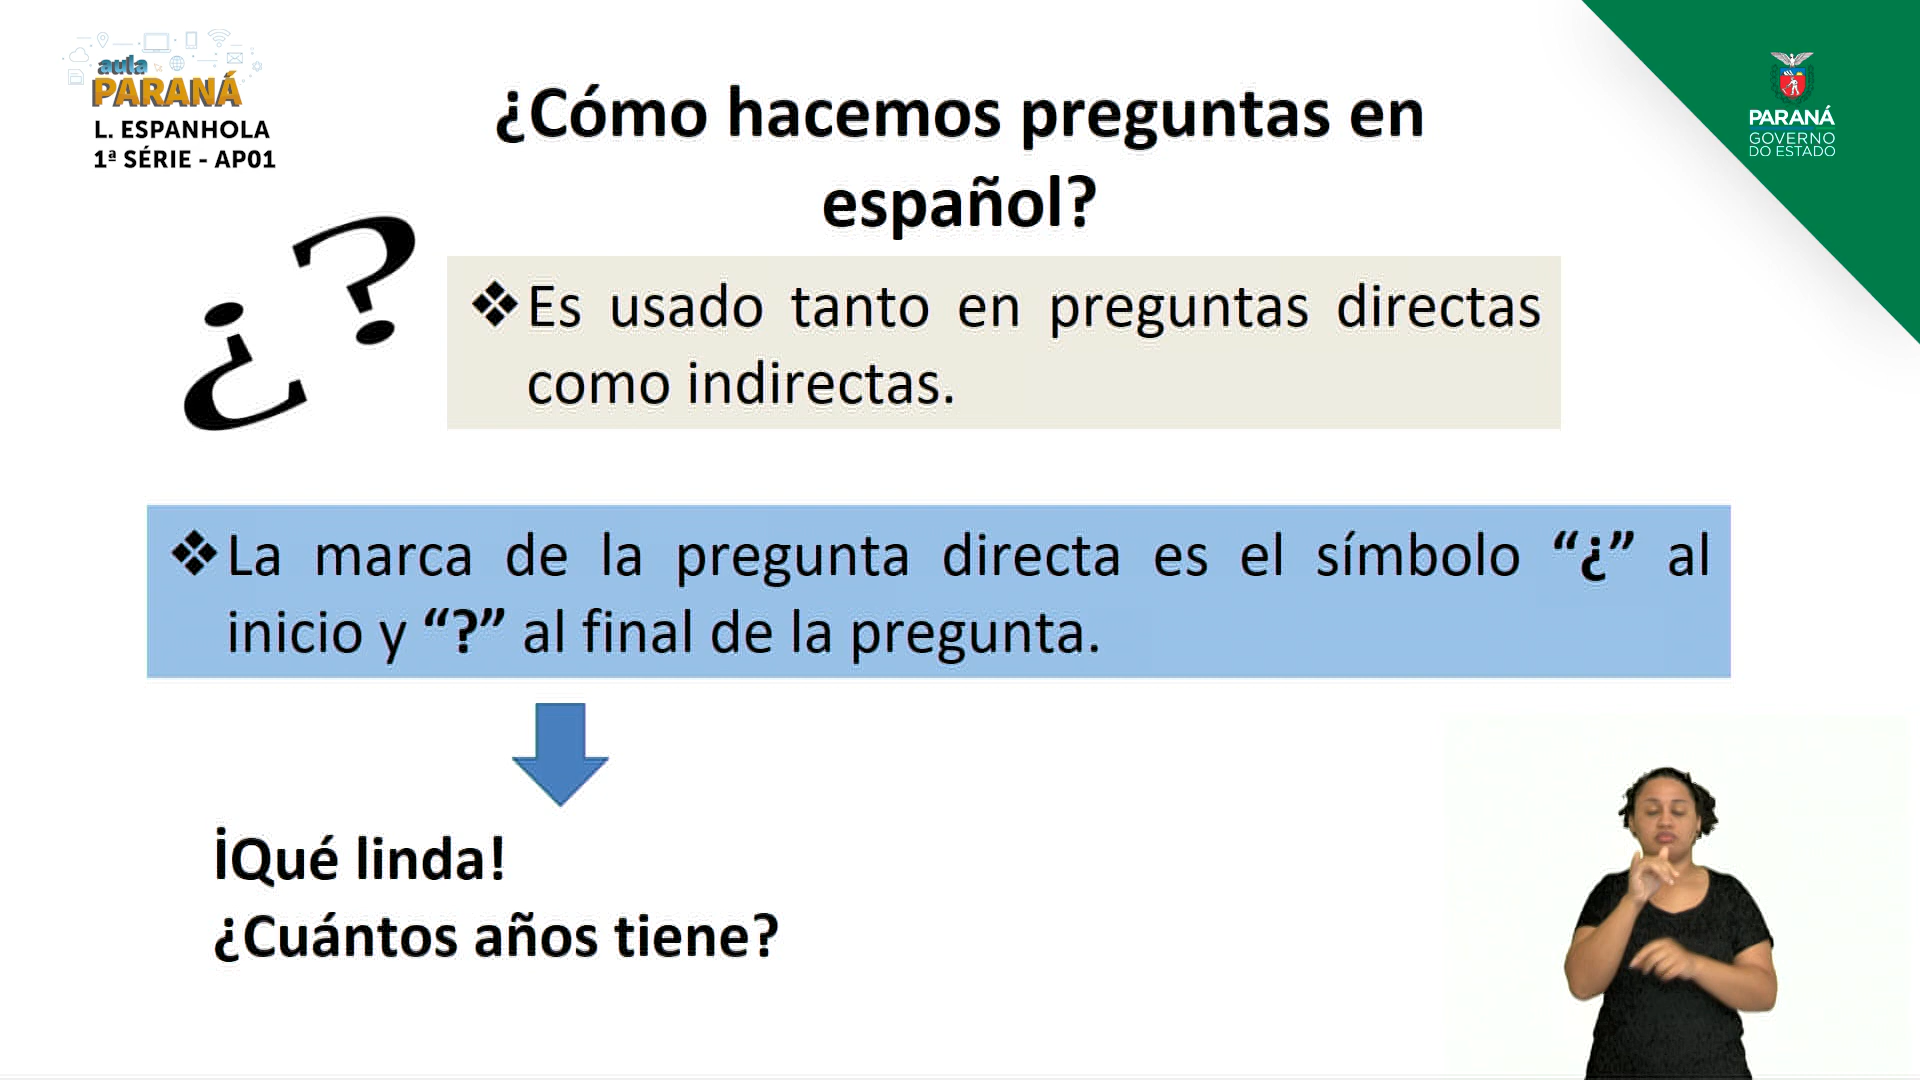 aula
PARANÁ
L. ESPANHOLA
1ª SÉRIE - AP01
PARANÁ
GOVERNO
DO ESTADO
¿Cómo hacemos preguntas en
español?
¿?
❖Es usado tanto en preguntas directas
como indirectas.
❖La marca de la pregunta directa es el símbolo “¿” al
inicio y “?” al final de la pregunta.
¡Qué linda!
¿Cuántos años tiene?